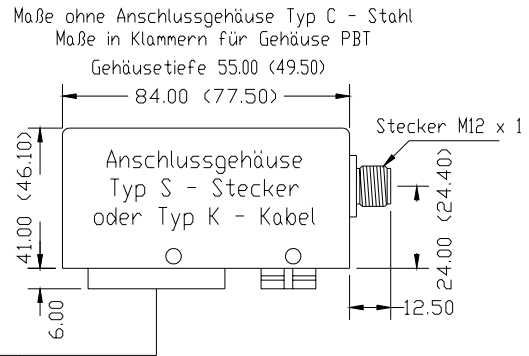 Maße ohne Anschlussgehäuse Typ C - Stahl
Maße in Klammern für Gehäuse PBT
Gehäusetiefe 55.00 (49.50)
84.00 (77.50)
Stecker M12 x 1
Anschlussgehäuse
Typ S - Stecker
oder Typ K - Kabel
41.00 (46.10)
24.00 (24.40)
12.50
6.00